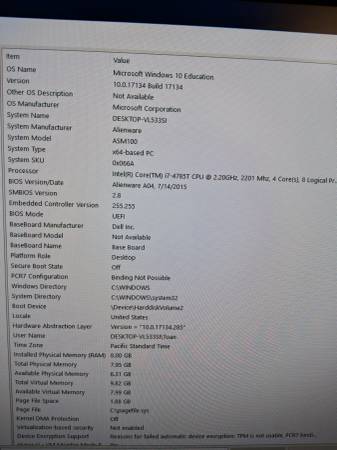 Item Value
OS Name Microsoft Windows 10 Education
Version 10.0.17134 Build 17134
Other OS Description Not Available
OS Manufacturer Microsoft Corporation
System Name
System Manufacturer Alienware
System Model ASM100
System Type x64-based PC
System SKU 0x066A
Processor Intel(R) Core(TM) i7-4785T CPU @ 2.20GHz, 2201 Mhz, 4 Core(s), 8 Logical Pr...
BIOS Version/Date Alienware A04, 7/14/2015
SMBIOS Version 2.8
Embedded Controller Version 255.255
BIOS Mode UEFI
BaseBoard Manufacturer Dell Inc.
BaseBoard Model Not Available
BaseBoard Name Base Board
Platform Role Desktop
Secure Boot State Off
PCR7 Configuration Binding Not Possible
Windows Directory C:\WINDOWS
System Directory C:\WINDOWS\system32
Boot Device \Device\HarddiskVolume2
Locale United States
Hardware Abstraction Layer Version = "10.0.17134.285"
User Name
Time Zone Pacific Standard Time
Installed Physical Memory (RAM) 8.00 GB
Total Physical Memory 7.95 GB
Available Physical Memory 6.31 GB
Total Virtual Memory 9.82 GB
Available Virtual Memory 7.99 GB
Page File Space 1.88 GB
Page File C:\pagefile.sys
Kernel DMA Protection Off
Virtualization-based security Not enabled
Device Encryption Support Reasons for failed automatic device encryption: TPM is not usable, PCR7 bindi...